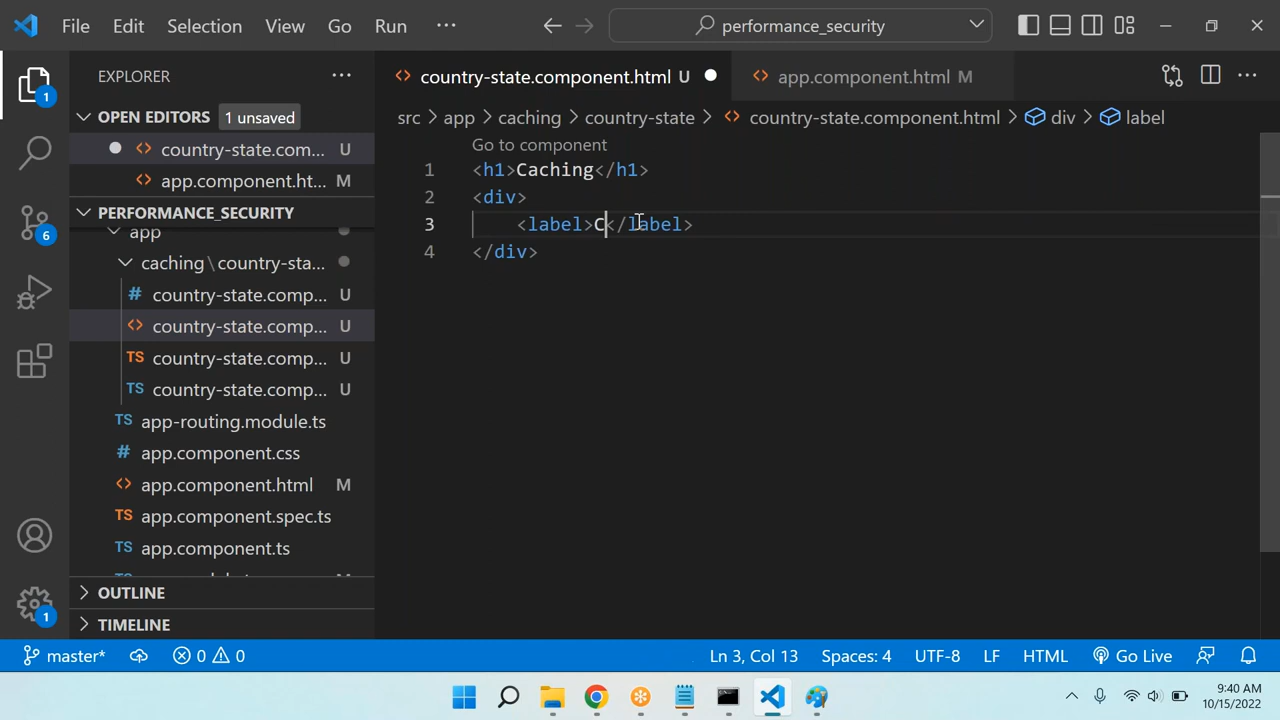 File Edit Selection View Go Run ··· performance_security
EXPLORER ···
OPEN EDITORS 1 unsaved
country-state.com... U
app.component.ht... M
PERFORMANCE_SECURITY
app
caching\country-sta...
# country-state.comp... U
<> country-state.comp... U
TS country-state.comp... U
TS country-state.comp... U
TS app-routing.module.ts
# app.component.css
<> app.component.html M
TS app.component.spec.ts
TS app.component.ts
OUTLINE
TIMELINE
1
6
1
country-state.component.html U app.component.html M
src > app > caching > country-state > country-state.component.html > div > label
Go to component
1 <h1>Caching</h1>
2 <div>
3 <label>C</label>
4 </div>
master* 0 0 Ln 3, Col 13 Spaces: 4 UTF-8 LF HTML Go Live
9:40 AM
10/15/2022